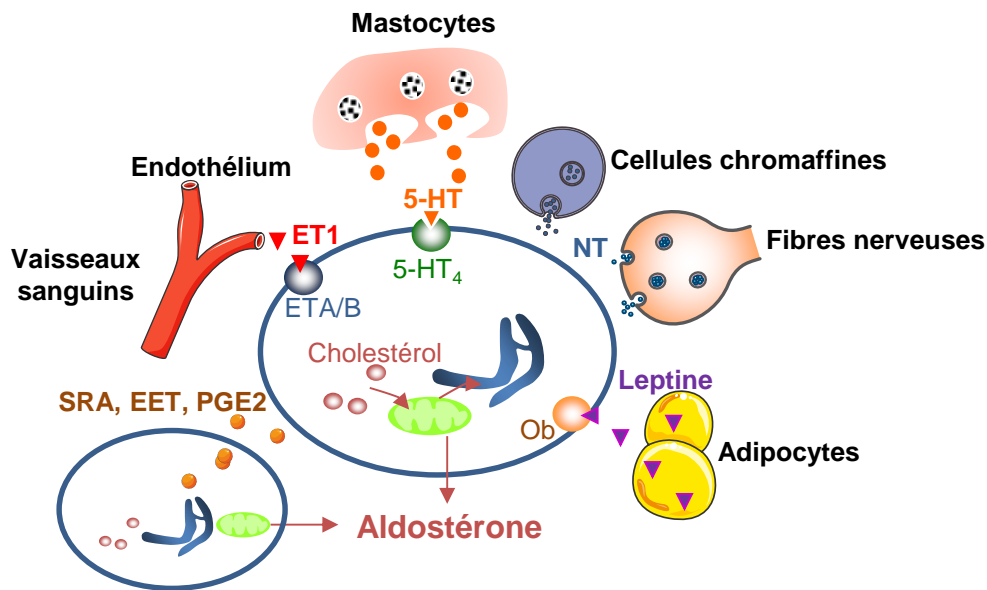 Mastocytes
Cellules chromaffines
Endothélium
5-HT
ET1
NT
Fibres nerveuses
Vaisseaux
sanguins
5-HT4
ETA/B
Cholestérol
Leptine
SRA, EET, PGE2
Ob
Adipocytes
Aldostérone